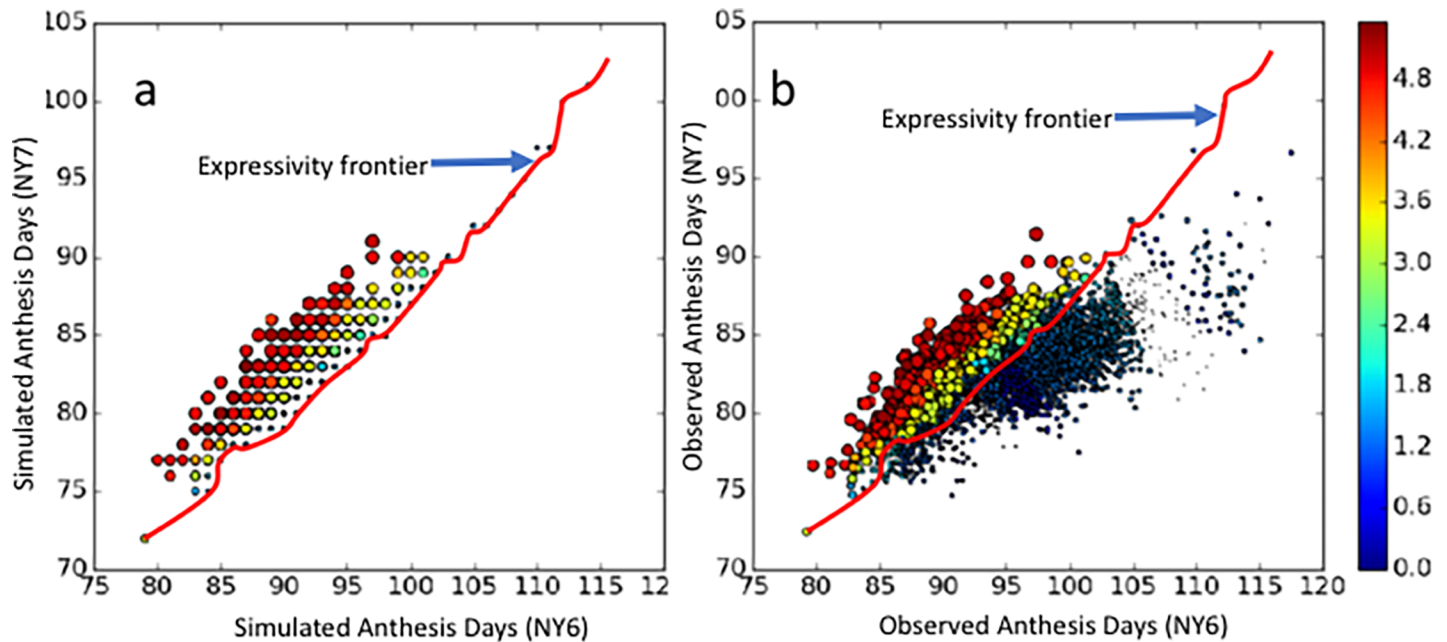 a
Expressivity frontier
Simulated Anthesis Days (NY7)
105
100
95
90
85
80
75
70
75 80 85 90 95 100 105 110 115 12
Simulated Anthesis Days (NY6)
b
Expressivity frontier
Observed Anthesis Days (NY7)
05
00
95
90
85
80
75
70
75 80 85 90 95 100 105 110 115 120
Observed Anthesis Days (NY6)
4.8
4.2
3.6
3.0
2.4
1.8
1.2
0.6
0.0